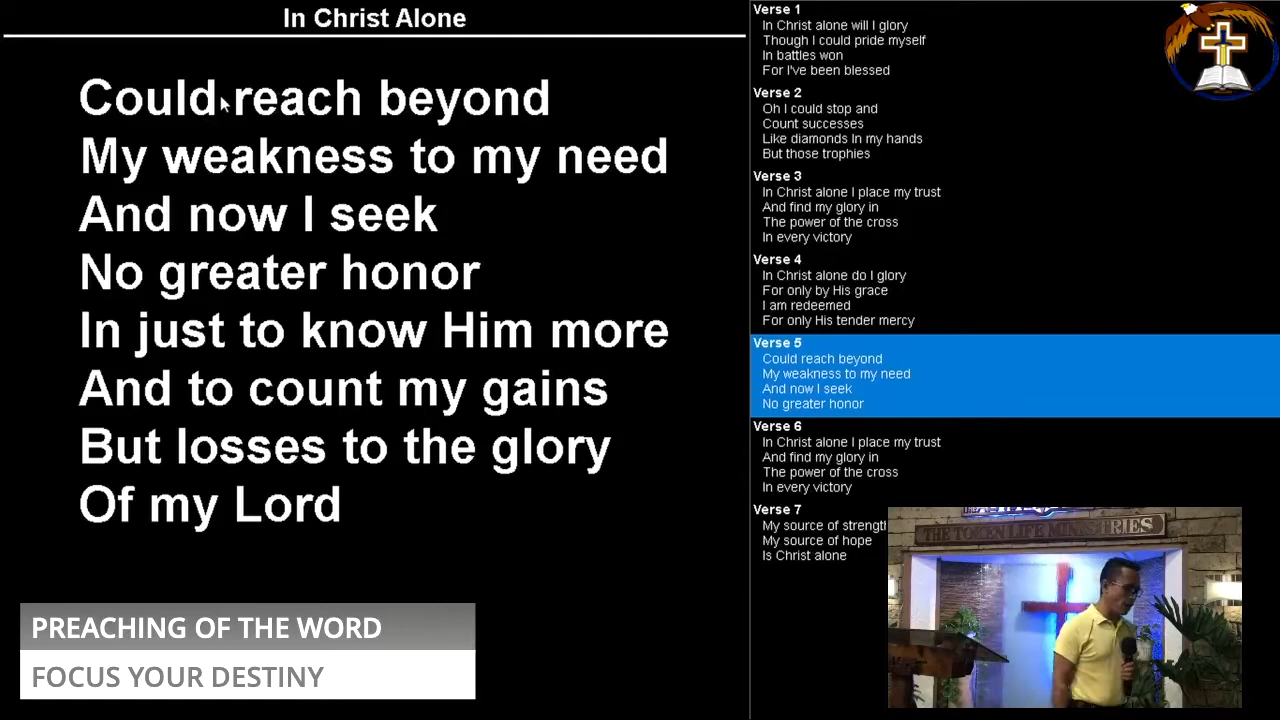 In Christ Alone
Could reach beyond
My weakness to my need
And now I seek
No greater honor
In just to know Him more
And to count my gains
But losses to the glory
Of my Lord
PREACHING OF THE WORD
FOCUS YOUR DESTINY
Verse 1
In Christ alone will I glory
Though I could pride myself
In battles won
For I've been blessed
Verse 2
Oh I could stop and
Count successes
Like diamonds In my hands
But those trophies
Verse 3
In Christ alone I place my trust
And find my glory in
The power of the cross
In every victory
Verse 4
In Christ alone do I glory
For only by His grace
I am redeemed
For only His tender mercy
Verse 5
Could reach beyond
My weakness to my need
And now I seek
No greater honor
Verse 6
In Christ alone I place my trust
And find my glory in
The power of the cross
In every victory
Verse 7
My source of strength
My source of hope
Is Christ alone
THE TOKEN LIFE MINISTRIES